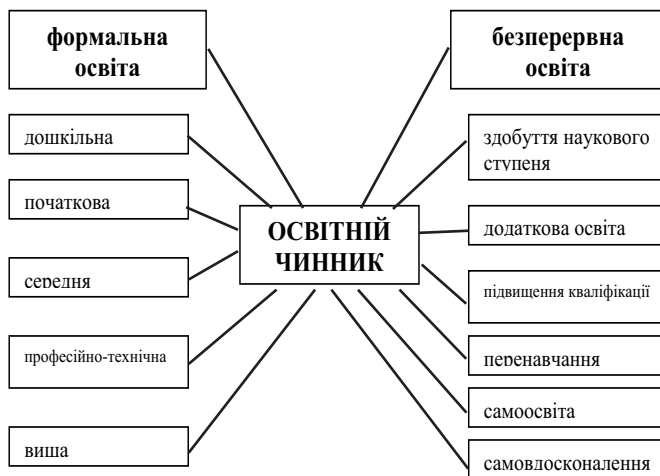 формальна
освіта
дошкільна
початкова
середня
професійно-технічна
вища
ОСВІТНІЙ
ЧИННИК
безперервна
освіта
здобуття наукового
ступеня
додаткова освіта
підвищення кваліфікації
перенавчання
самоосвіта
самовдосконалення